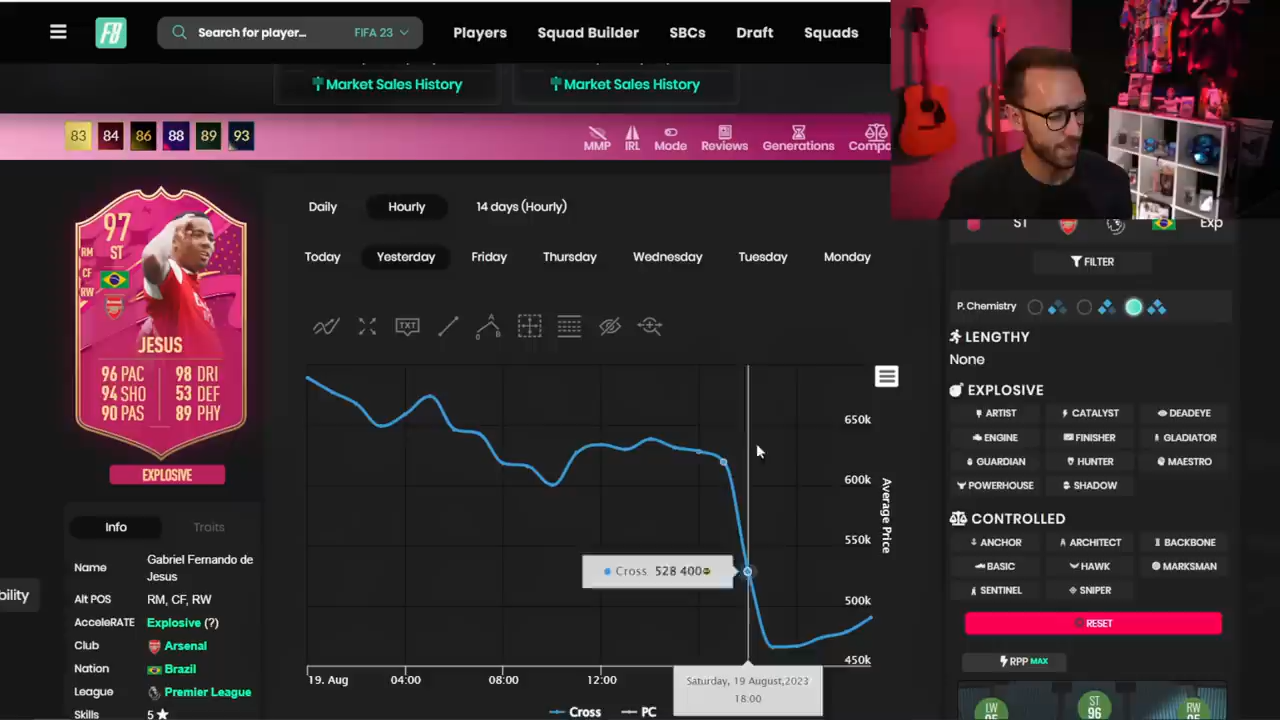 F8
Search for player...
FIFA 23
Players
Squad Builder
SBCs
Draft
Squads
Market Sales History
Market Sales History
83
84
86
88
89
93
MMP
IRL
Mode
Reviews
Generations
Compa
97
ST
RM
CF
RW
JESUS
96 PAC
98 DRI
94 SHO
53 DEF
90 PAS
89 PHY
EXPLOSIVE
Info
Traits
Name
Gabriel Fernando de
Jesus
Alt POS
RM, CF, RW
AcceleRATE
Explosive (?)
Club
Arsenal
Nation
Brazil
League
Premier League
Skills
5
bility
Daily
Hourly
14 days (Hourly)
Today
Yesterday
Friday
Thursday
Wednesday
Tuesday
Monday
TXT
650k
600k
550k
500k
450k
Average Price
Cross 528 400
19. Aug
04:00
08:00
12:00
Saturday, 19 August,2023
18:00
Cross
PC
ST
Exp
FILTER
P. Chemistry
LENGTHY
None
EXPLOSIVE
ARTIST
CATALYST
DEADEYE
ENGINE
FINISHER
GLADIATOR
GUARDIAN
HUNTER
MAESTRO
POWERHOUSE
SHADOW
CONTROLLED
ANCHOR
ARCHITECT
BACKBONE
BASIC
HAWK
MARKSMAN
SENTINEL
SNIPER
RESET
RPP MAX
LW
ST
96
RW